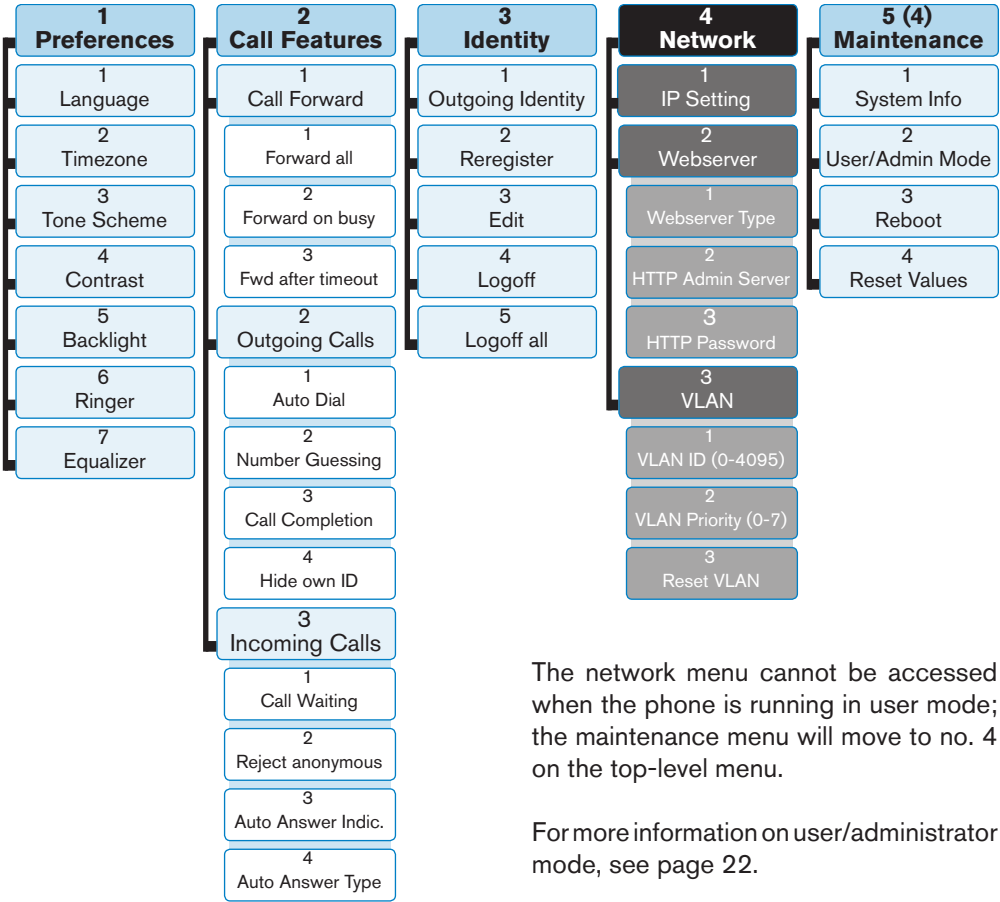 1
Preferences
1
Language
2
Timezone
3
Tone Scheme
4
Contrast
5
Backlight
6
Ringer
7
Equalizer
2
Call Features
1
Call Forward
1
Forward all
2
Forward on busy
3
Fwd after timeout
2
Outgoing Calls
1
Auto Dial
2
Number Guessing
3
Call Completion
4
Hide own ID
3
Incoming Calls
1
Call Waiting
2
Reject anonymous
3
Auto Answer Indic.
4
Auto Answer Type
3
Identity
1
Outgoing Identity
2
Reregister
3
Edit
4
Logoff
5
Logoff all
4
Network
1
IP Setting
2
Webserver
1
Webserver Type
2
HTTP Admin Server
3
HTTP Password
3
VLAN
1
VLAN ID (0-4095)
2
VLAN Priority (0-7)
3
Reset VLAN
5 (4)
Maintenance
1
System Info
2
User/Admin Mode
3
Reboot
4
Reset Values
The network menu cannot be accessed
when the phone is running in user mode;
the maintenance menu will move to no. 4
on the top-level menu.
For more information on user/administrator
mode, see page 22.